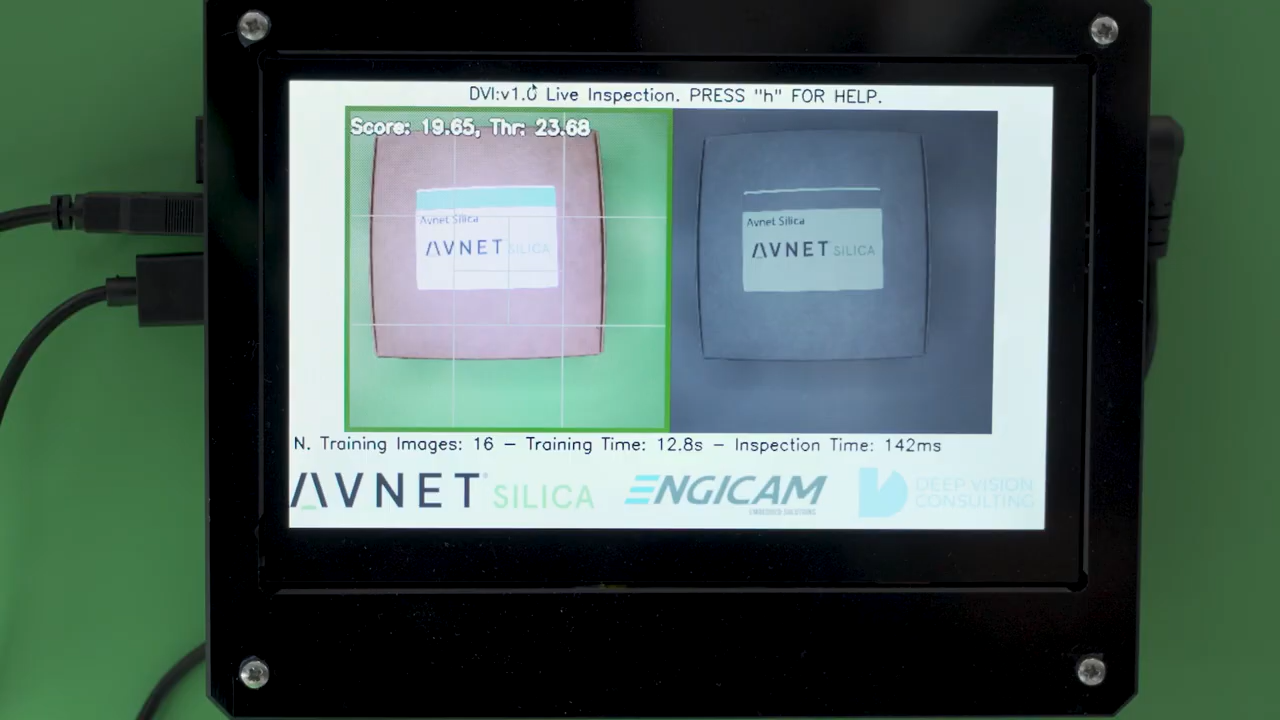 DVI:v1.0 Live Inspection. PRESS "h" FOR HELP.
Score: 19.65, Thr: 23.68
Avnet Silica
AVNET SILICA
Avnet Silica
AVNET SILICA
N. Training Images: 16 - Training Time: 12.8s - Inspection Time: 142ms
AVNET® SILICA
ENGICAM
EMBEDDED SOLUTIONS
DEEP VISION
CONSULTING